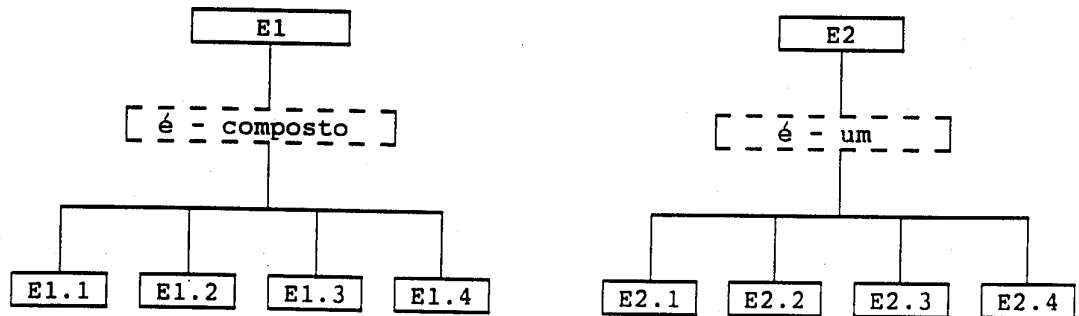 E1
é - composto
E1.1 E1.2 E1.3 E1.4
E2
é - um
E2.1 E2.2 E2.3 E2.4